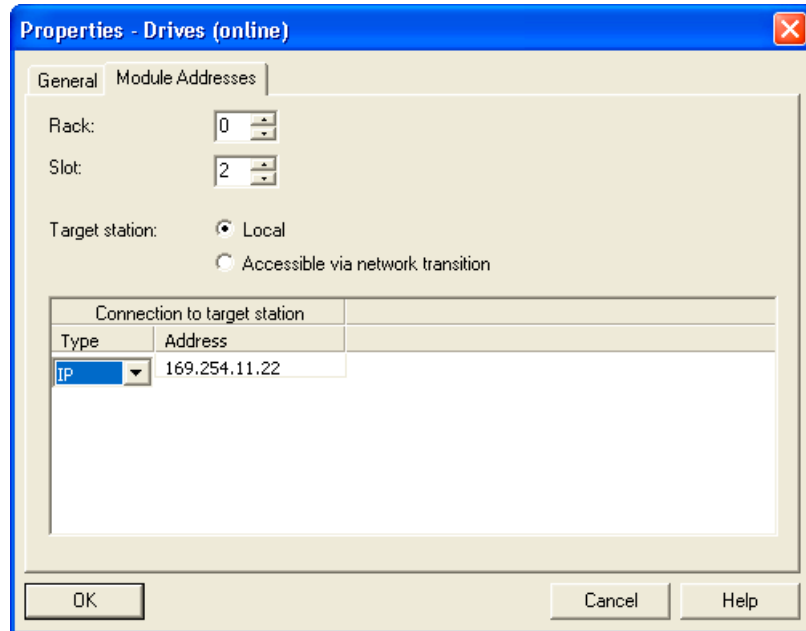 Properties - Drives (online)
General Module Addresses
Rack: 0
Slot: 2
Target station: Local
Accessible via network transition
Connection to target station
Type Address
IP 169.254.11.22
OK Cancel Help